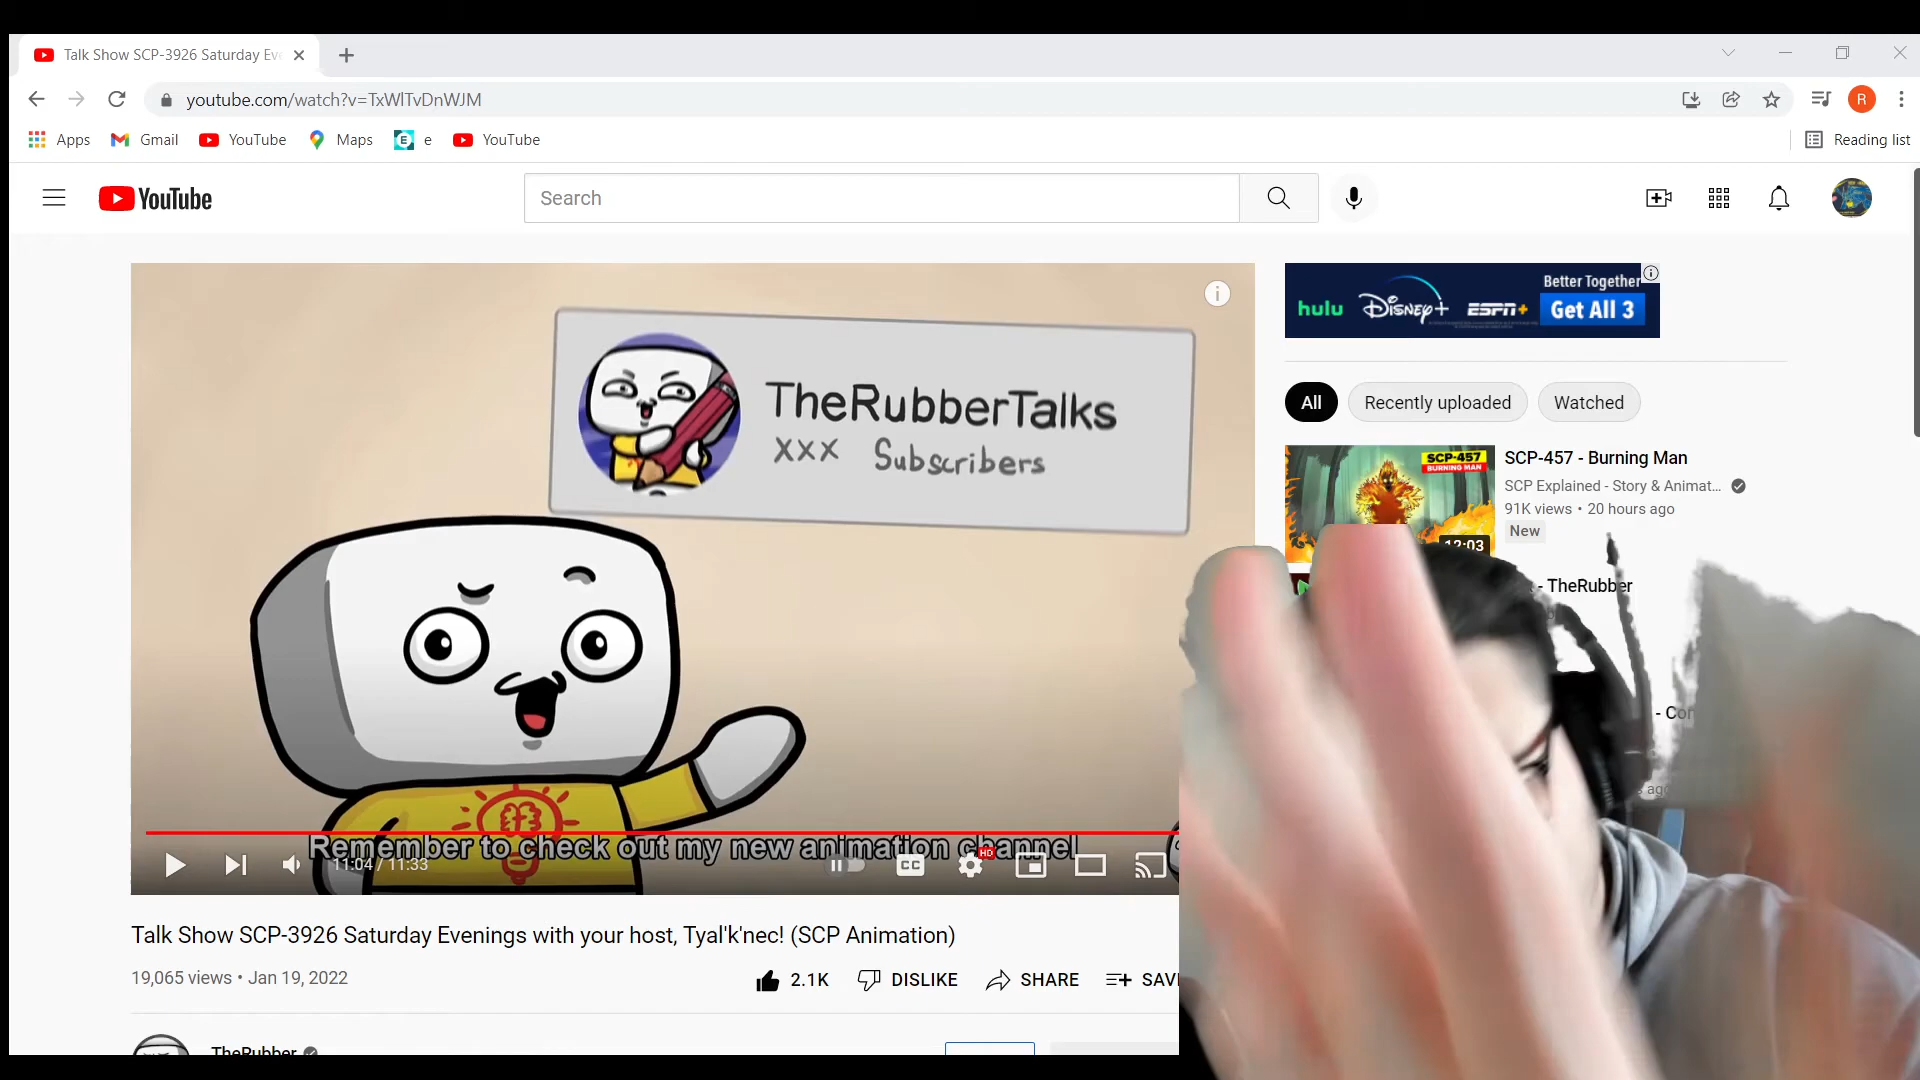 Talk Show SCP-3926 Saturday Eve
youtube.com/watch?v=TxWlTvDnWJM
R
Apps
Gmail
YouTube
Maps
e
YouTube
Reading list
YouTube
Search
TheRubberTalks
XXX Subscribers
hulu
Disney+
ESPN+
Better Together
Get All 3
All
Recently uploaded
Watched
SCP-457
BURNING MAN
12:03
SCP-457 - Burning Man
SCP Explained - Story & Animat...
91K views • 20 hours ago
New
- TheRubber
Remember to check out my new animation channel
11:04 / 11:33
CC
HD
Talk Show SCP-3926 Saturday Evenings with your host, Tyal'k'nec! (SCP Animation)
19,065 views • Jan 19, 2022
2.1K
DISLIKE
SHARE
TheRubber